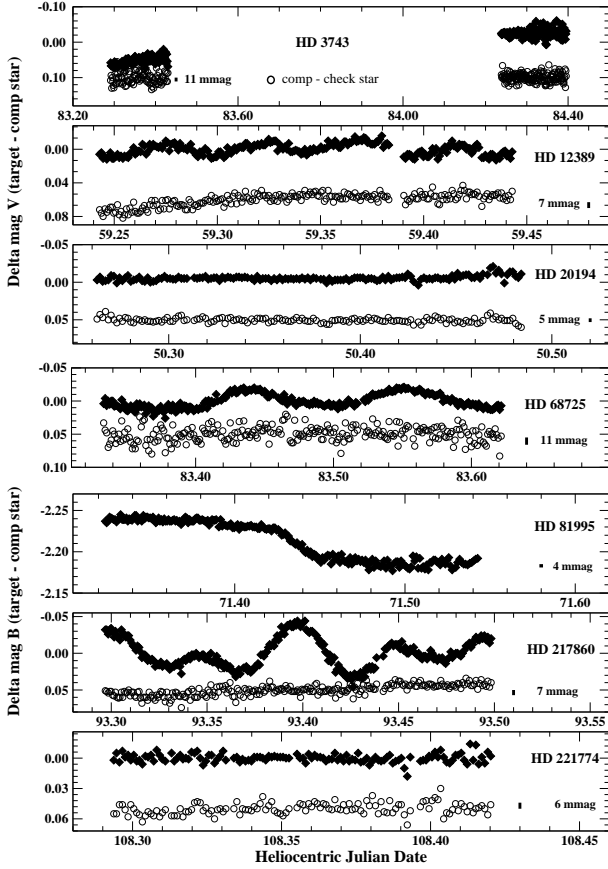 -0.10
0.00
0.10
HD 3743
11 mmag
comp - check star
83.20 83.60 84.00 84.40
Delta mag V (target - comp star)
0.00
0.04
0.08
HD 12389
7 mmag
59.25 59.30 59.35 59.40 59.45
-0.05
0.00
0.05
HD 20194
5 mmag
50.30 50.40 50.50
-0.05
0.00
0.05
0.10
HD 68725
11 mmag
83.40 83.50 83.60
Delta mag B (target - comp star)
-2.25
-2.20
-2.15
HD 81995
4 mmag
71.40 71.50 71.60
-0.05
0.00
0.05
HD 217860
7 mmag
93.30 93.35 93.40 93.45 93.50 93.55
0.00
0.03
0.06
HD 221774
6 mmag
108.30 108.35 108.40 108.45
Heliocentric Julian Date